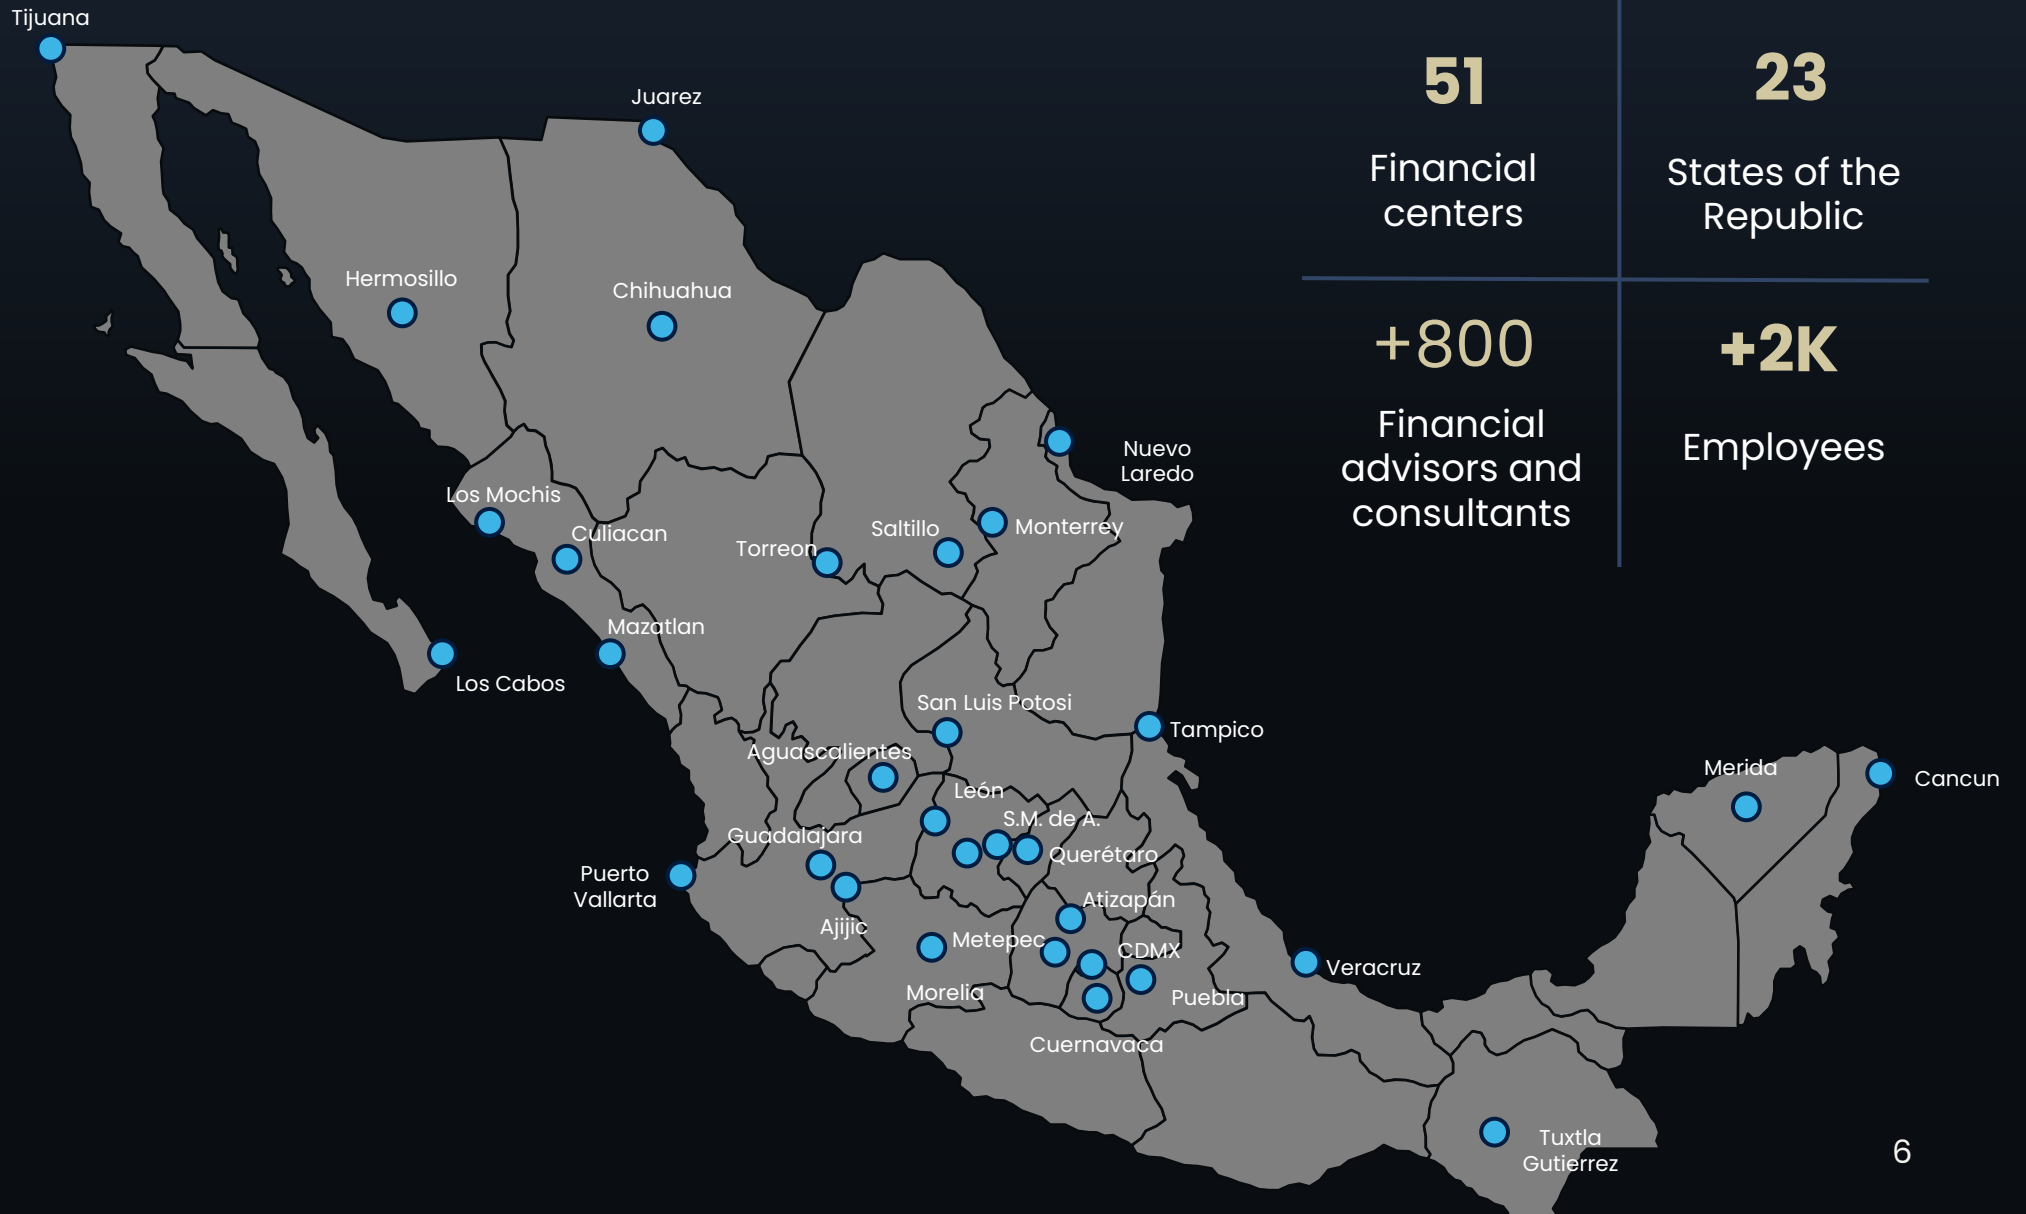 Tijuana
Juarez
Hermosillo
Chihuahua
Nuevo
Laredo
Los Mochis
Culiacan
Torreon
Saltillo
Monterrey
Mazatlan
Los Cabos
San Luis Potosi
Tampico
Aguascalientes
León
S.M. de A.
Guadalajara
Querétaro
Puerto
Vallarta
Atizapán
Ajijic
Metepec
CDMX
Morelia
Puebla
Cuernavaca
Veracruz
Merida
Cancun
Tuxtla
Gutierrez
51
Financial
centers
23
States of the
Republic
+800
Financial
advisors and
consultants
+2K
Employees
6